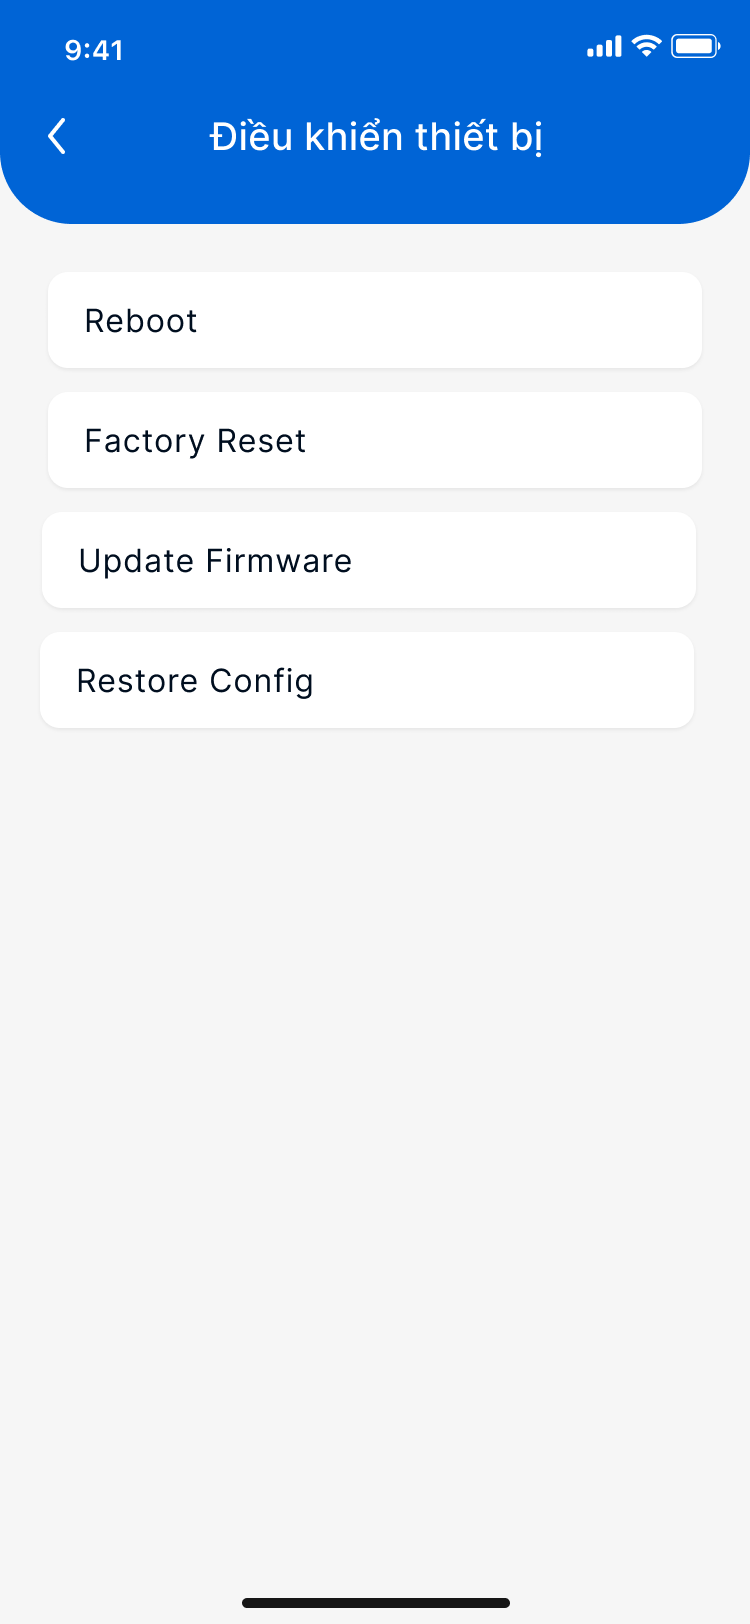 9:41
Điều khiển thiết bị
Reboot
Factory Reset
Update Firmware
Restore Config